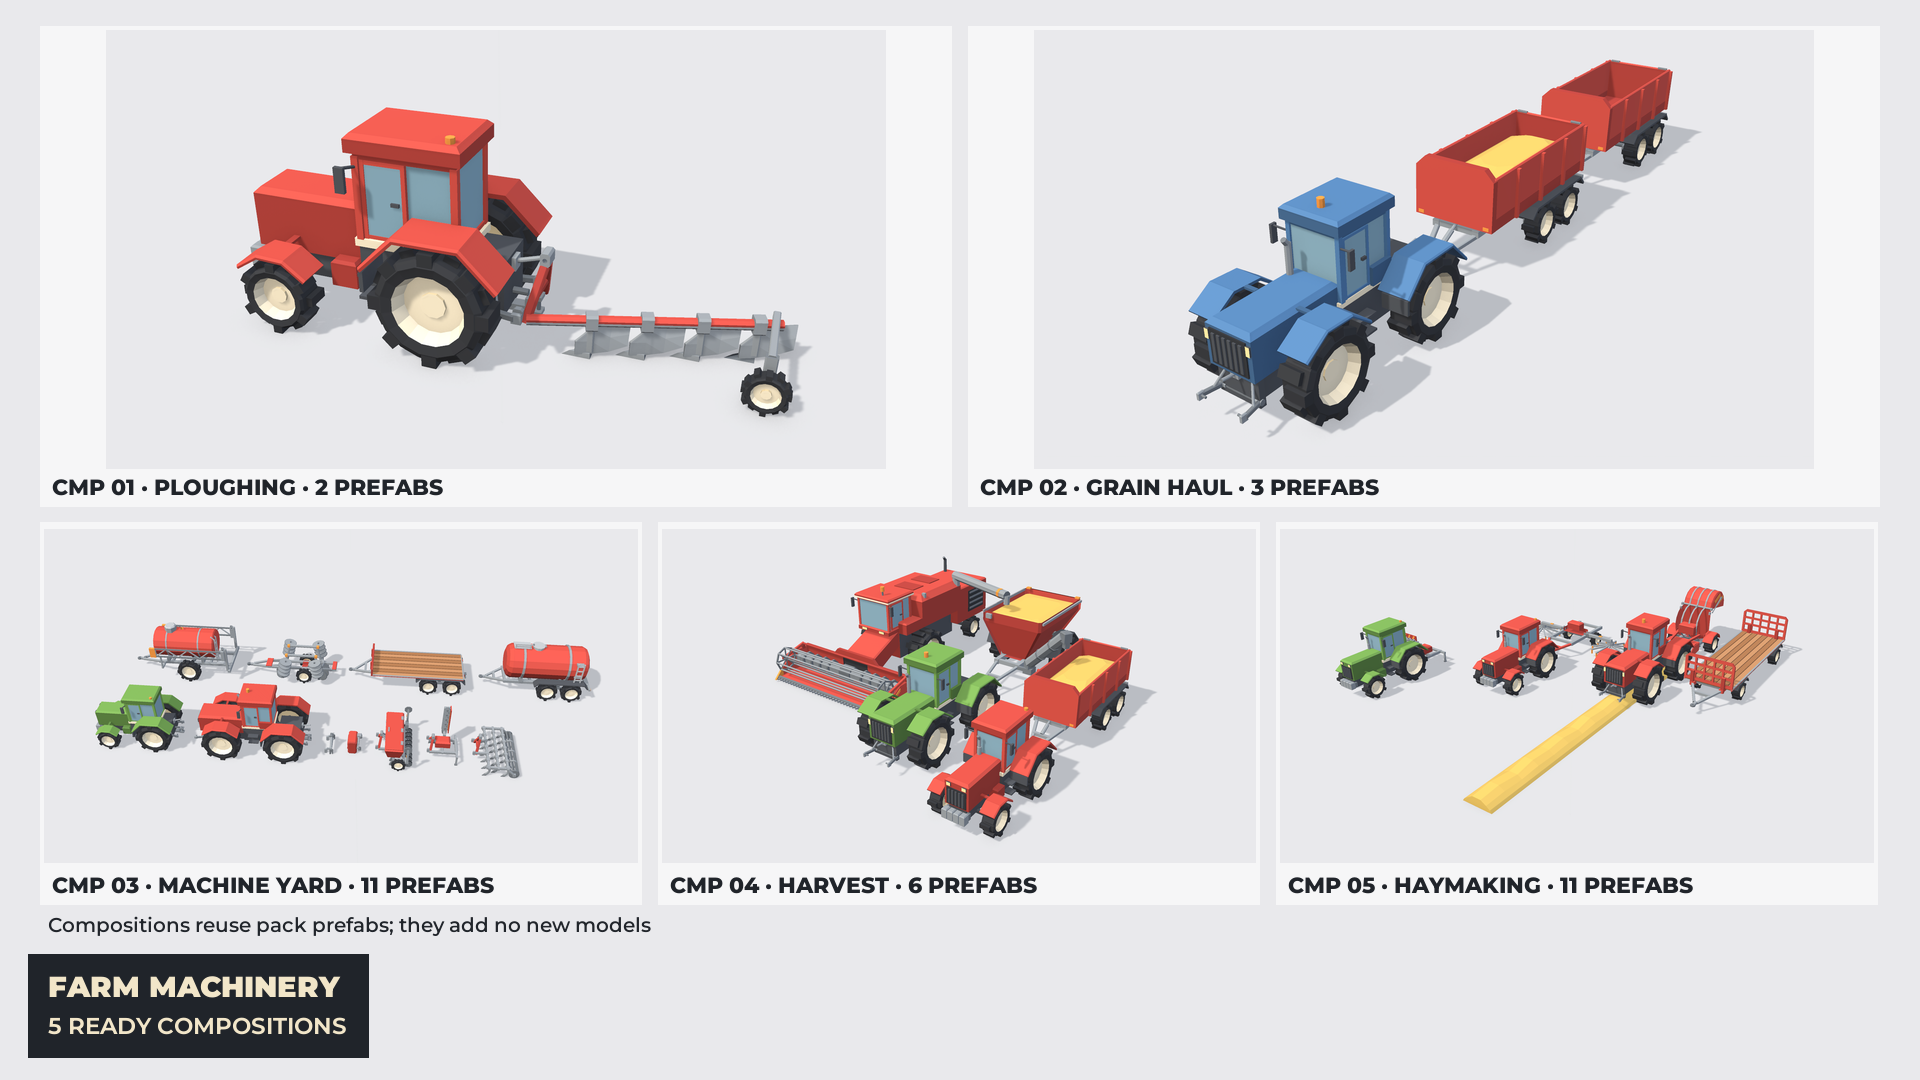 CMP 01 · PLOUGHING · 2 PREFABS
CMP 02 · GRAIN HAUL · 3 PREFABS
CMP 03 · MACHINE YARD · 11 PREFABS
CMP 04 · HARVEST · 6 PREFABS
CMP 05 · HAYMAKING · 11 PREFABS
Compositions reuse pack prefabs; they add no new models
FARM MACHINERY
5 READY COMPOSITIONS